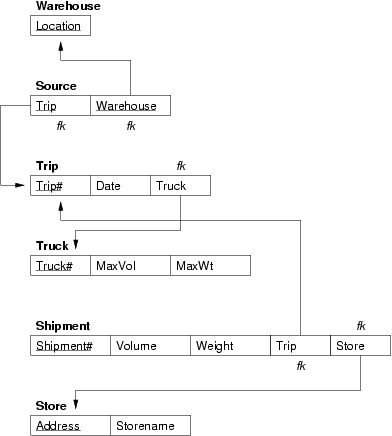 Warehouse
Location
Source
Trip Warehouse
fk fk
Trip fk
Trip# Date Truck
Truck
Truck# MaxVol MaxWt
Shipment fk
Shipment# Volume Weight Trip Store
fk
Store
Address Storename